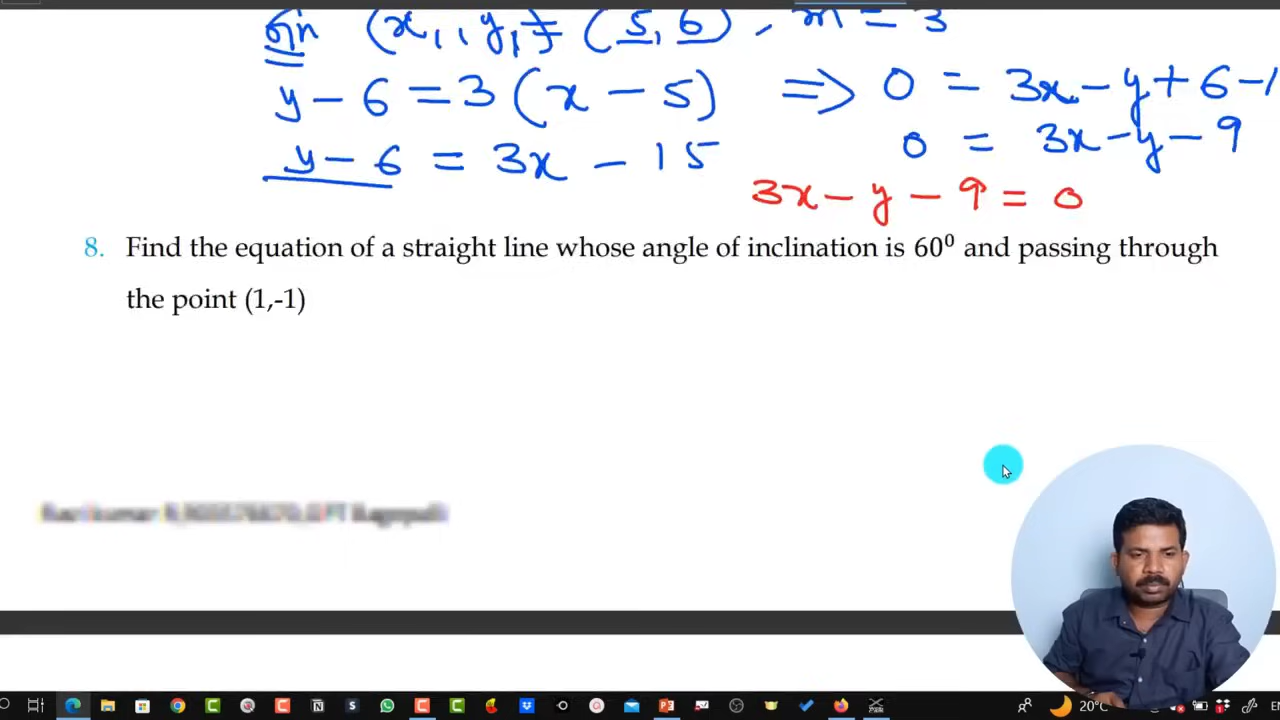 (x₁, y₁) = (5, 6), m = 3
y - 6 = 3(x - 5) ⇒ 0 = 3x - y + 6 - 1
y - 6 = 3x - 15
0 = 3x - y - 9
3x - y - 9 = 0
8. Find the equation of a straight line whose angle of inclination is 60⁰ and passing through
the point (1,-1)
20°C